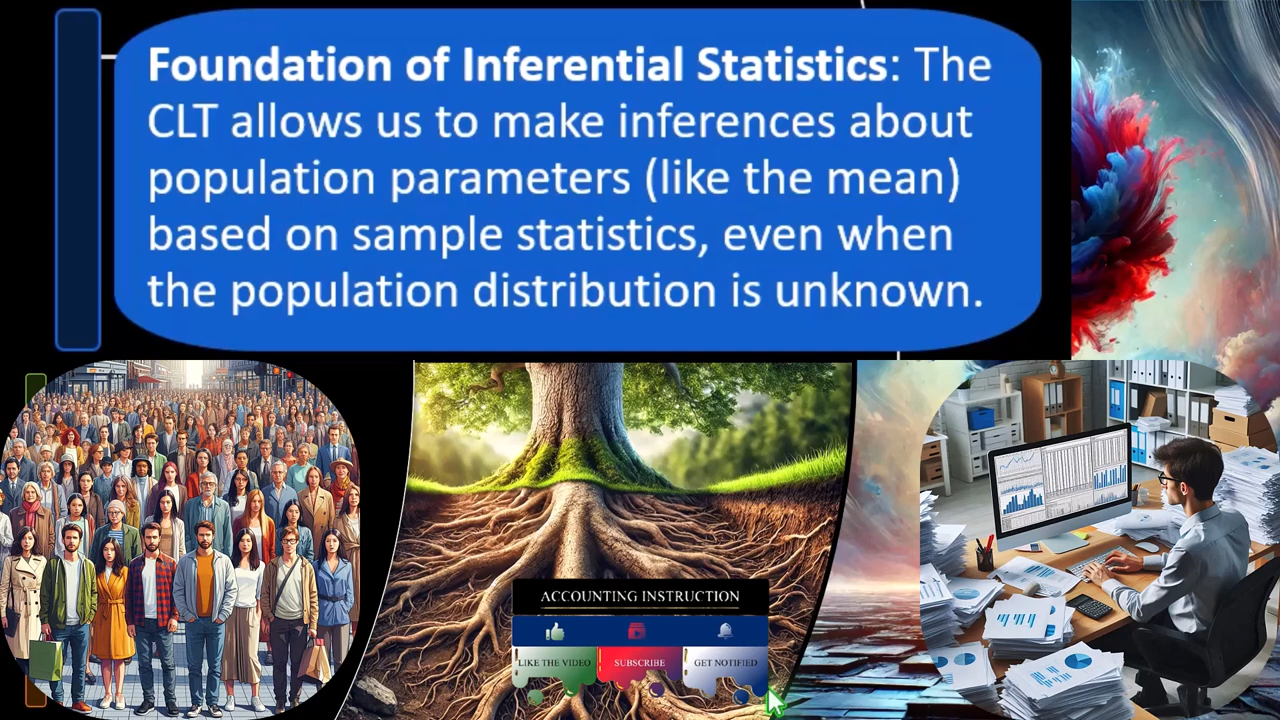 Foundation of Inferential Statistics: The
CLT allows us to make inferences about
population parameters (like the mean)
based on sample statistics, even when
the population distribution is unknown.
ACCOUNTING INSTRUCTION
LIKE THE VIDEO
SUBSCRIBE
GET NOTIFIED